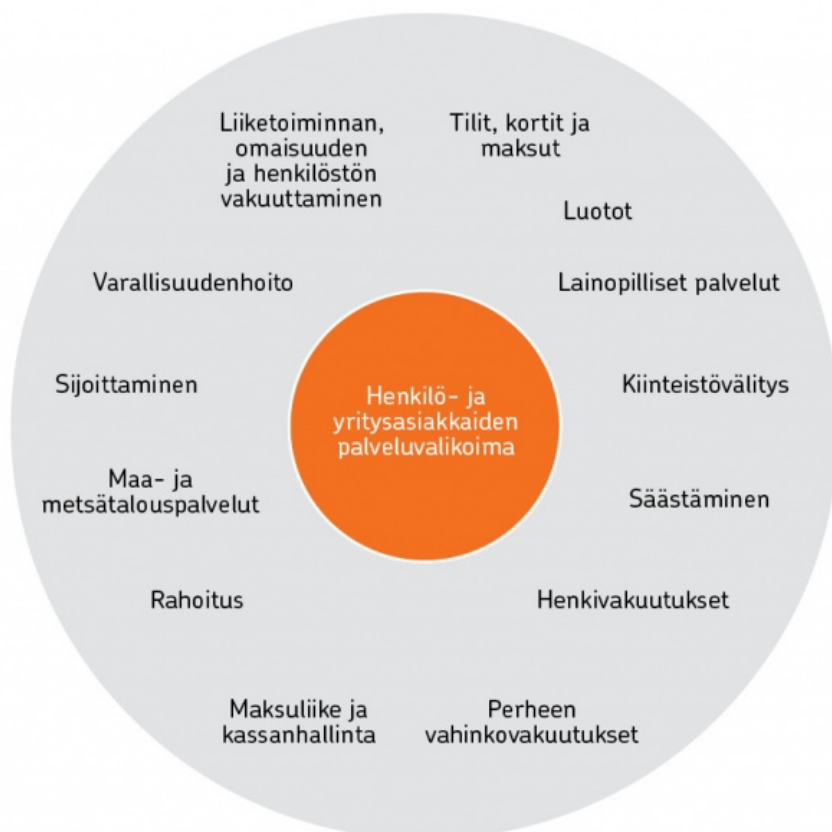 Liiketoiminnan,
omaisuuden
ja henkilöstön
vakuuttaminen
Tilit, kortit ja
maksut
Luotot
Varallisuudenhoito
Lainopilliset palvelut
Sijoittaminen
Kiinteistövälitys
Henkilö- ja
yritysasiakkaiden
palveluvalikoima
Maa- ja
metsätalouspalvelut
Säästäminen
Rahoitus
Henkivakuutukset
Maksuliike ja
kassanhallinta
Perheen
vahinkovakuutukset